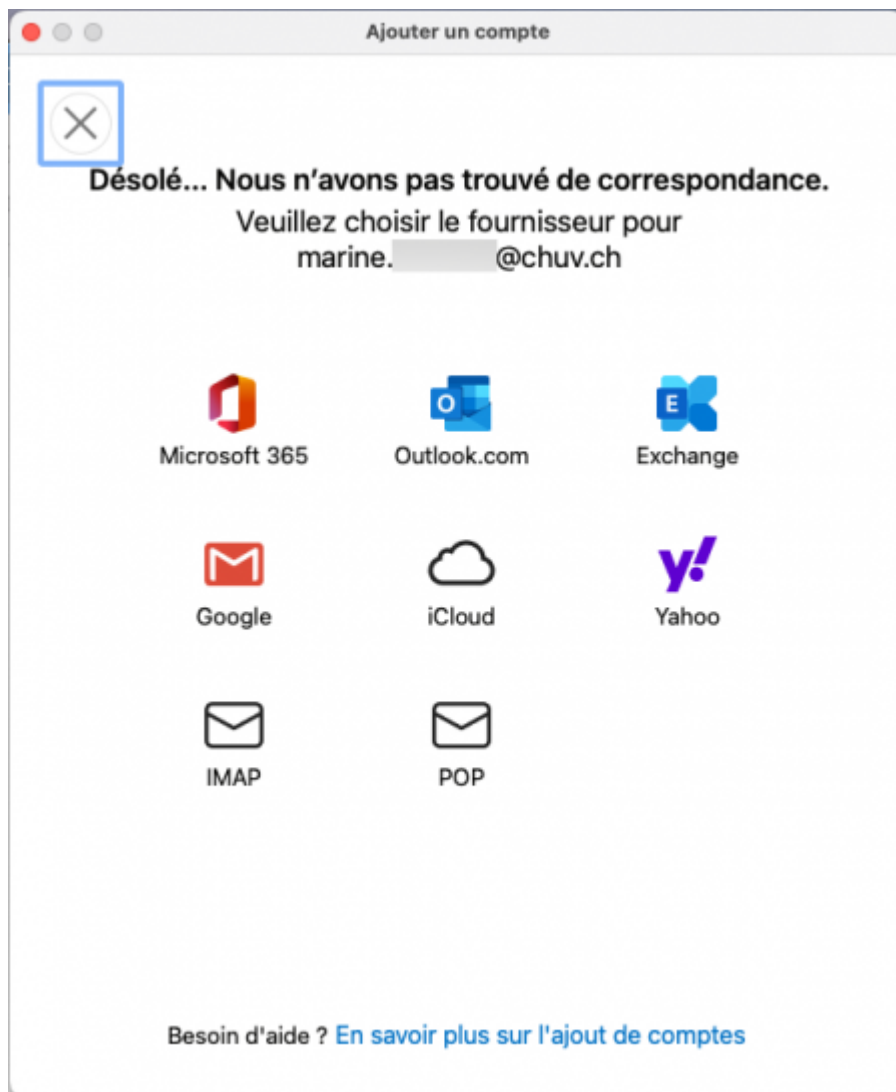 Ajouter un compte
Désolé... Nous n'avons pas trouvé de correspondance.
Veuillez choisir le fournisseur pour
marine. @chuv.ch
Microsoft 365 Outlook.com Exchange
Google iCloud Yahoo
IMAP POP
Besoin d'aide ? En savoir plus sur l'ajout de comptes